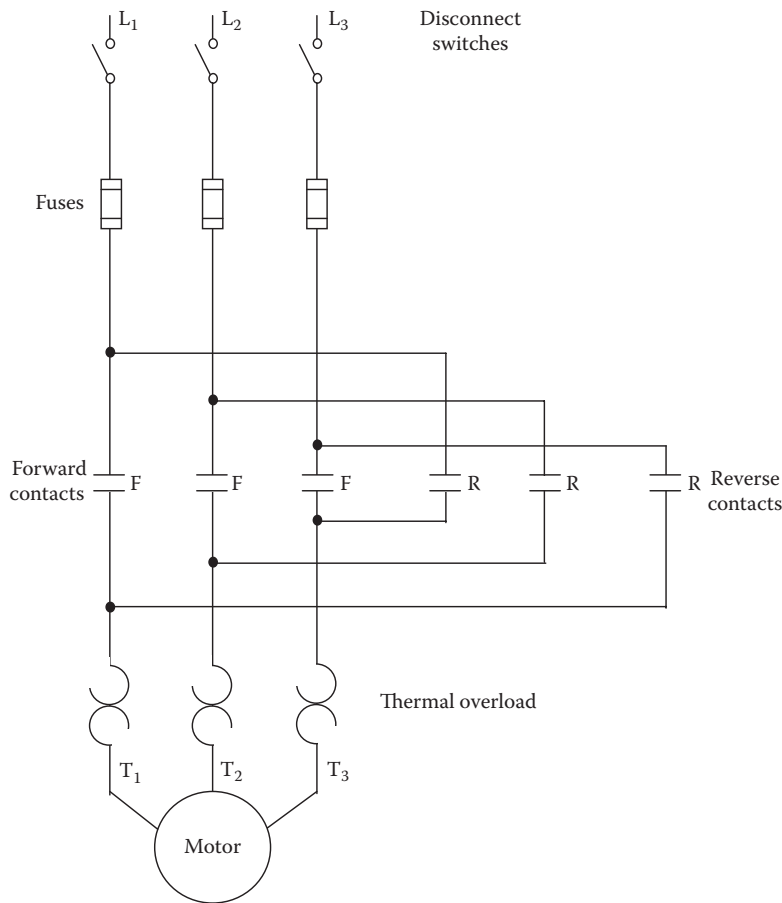 L1
L2
L3
Disconnect
switches
Fuses
Forward
contacts
F
F
F
R
R
R
Reverse
contacts
Thermal overload
T1
T2
T3
Motor